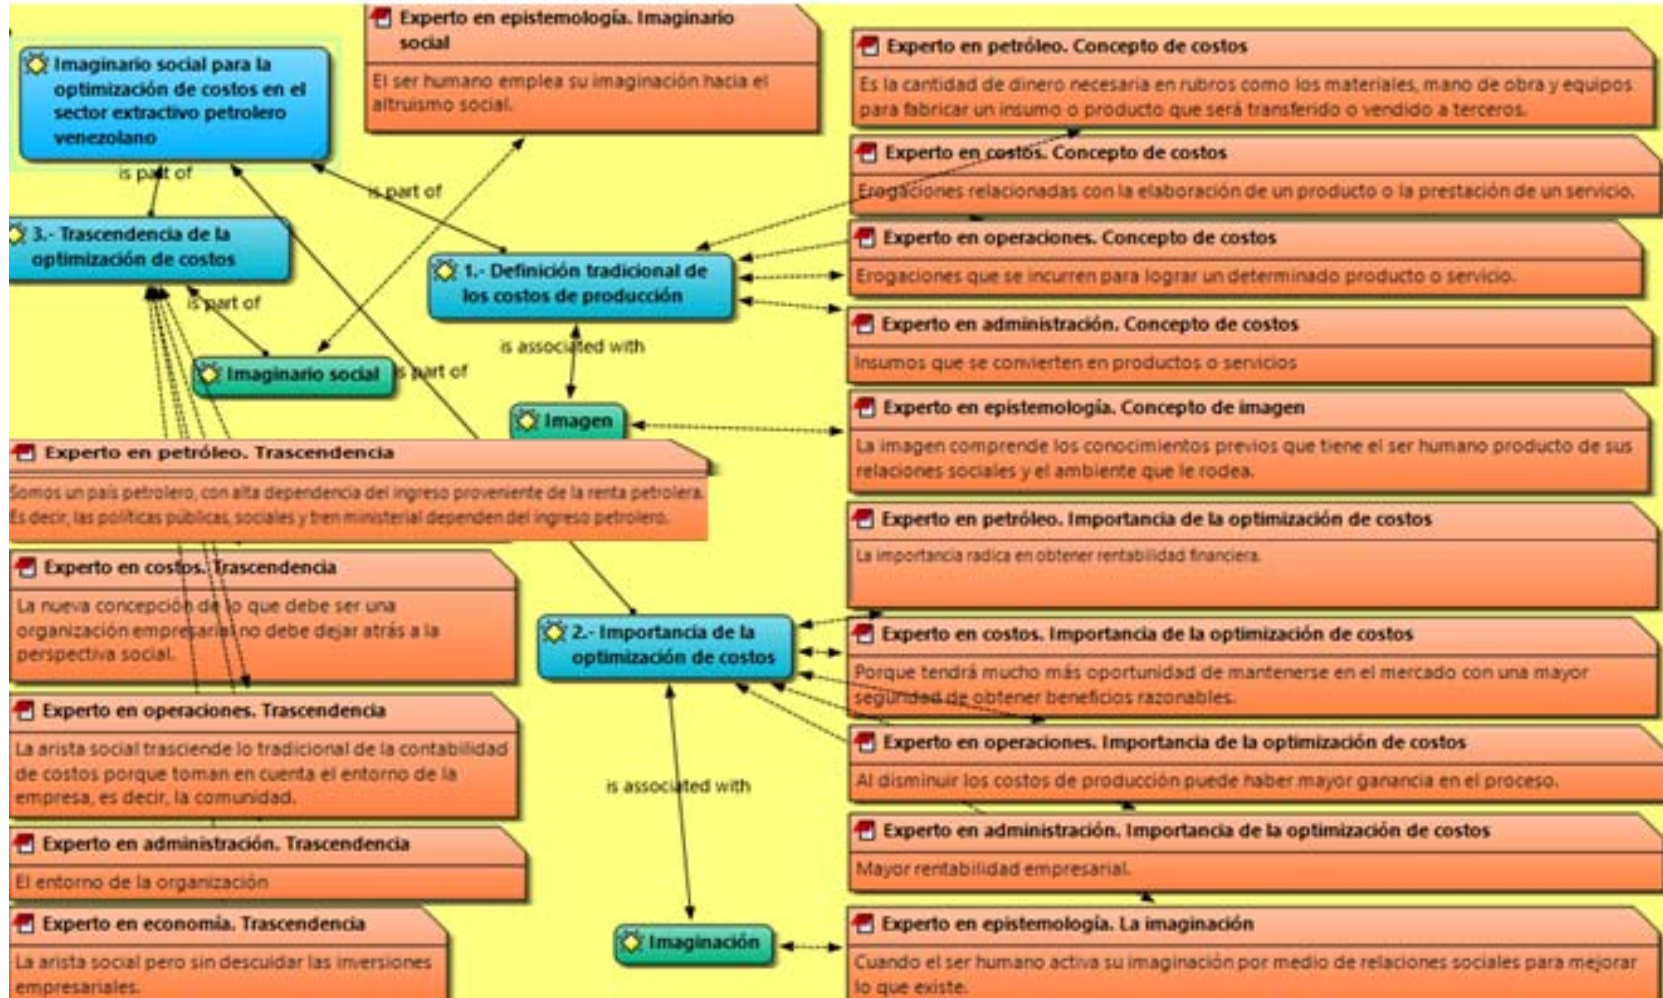 Experto en epistemología. Imaginario
social
El ser humano emplea su imaginación hacia el
altruismo social.
Imaginario social para la
optimización de costos en el
sector extractivo petrolero
venezolano
is part of
is part of
3.- Trascendencia de la
optimización de costos
is part of
Imaginario social
is part of
1.- Definición tradicional de
los costos de producción
is associated with
Imagen
Experto en petróleo. Trascendencia
Somos un país petrolero, con alta dependencia del ingreso proveniente de la renta petrolera.
Es decir, las políticas públicas, sociales y tren ministerial dependen del ingreso petrolero.
Experto en costos. Trascendencia
La nueva concepción de lo que debe ser una
organización empresarial no debe dejar atrás a la
perspectiva social.
Experto en operaciones. Trascendencia
La arista social trasciende lo tradicional de la contabilidad
de costos porque toman en cuenta el entorno de la
empresa, es decir, la comunidad.
Experto en administración. Trascendencia
El entorno de la organización
Experto en economía. Trascendencia
La arista social pero sin descuidar las inversiones
empresariales.
2.- Importancia de la
optimización de costos
is associated with
Imaginación
Experto en petróleo. Concepto de costos
Es la cantidad de dinero necesaria en rubros como los materiales, mano de obra y equipos
para fabricar un insumo o producto que será transferido o vendido a terceros.
Experto en costos. Concepto de costos
Erogaciones relacionadas con la elaboración de un producto o la prestación de un servicio.
Experto en operaciones. Concepto de costos
Erogaciones que se incurren para lograr un determinado producto o servicio.
Experto en administración. Concepto de costos
Insumos que se convierten en productos o servicios
Experto en epistemología. Concepto de imagen
La imagen comprende los conocimientos previos que tiene el ser humano producto de sus
relaciones sociales y el ambiente que le rodea.
Experto en petróleo. Importancia de la optimización de costos
La importancia radica en obtener rentabilidad financiera.
Experto en costos. Importancia de la optimización de costos
Porque tendrá mucho más oportunidad de mantenerse en el mercado con una mayor
seguridad de obtener beneficios razonables.
Experto en operaciones. Importancia de la optimización de costos
Al disminuir los costos de producción puede haber mayor ganancia en el proceso.
Experto en administración. Importancia de la optimización de costos
Mayor rentabilidad empresarial.
Experto en epistemología. La imaginación
Cuando el ser humano activa su imaginación por medio de relaciones sociales para mejorar
lo que existe.